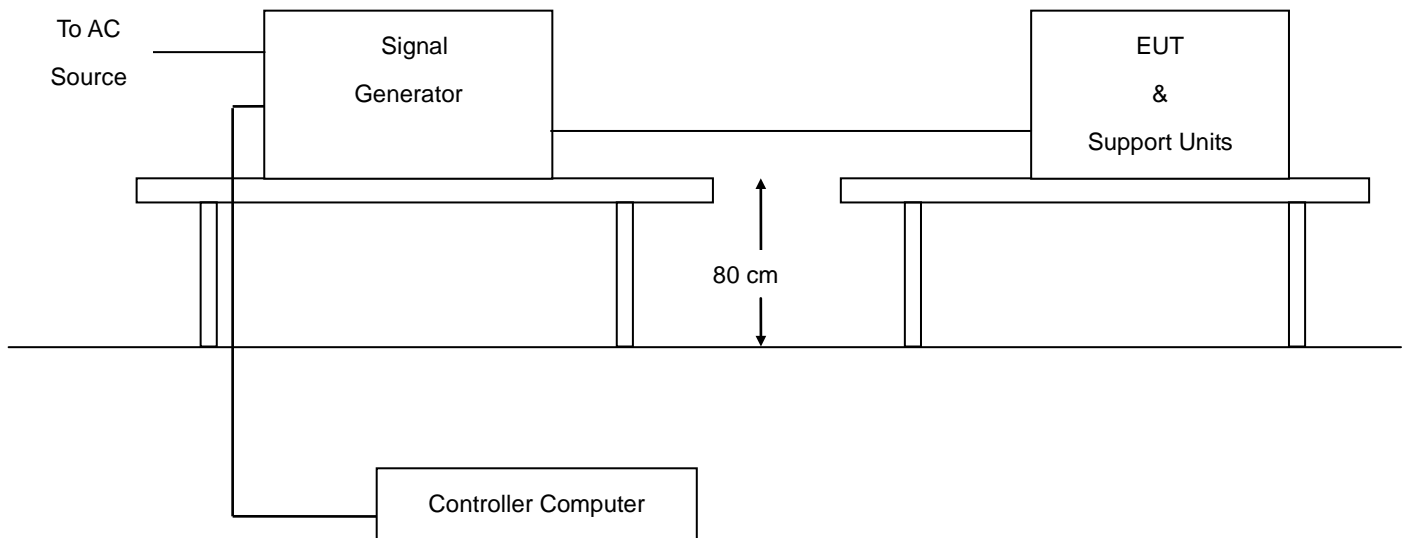 To AC
Source
Signal
Generator
EUT
&
Support Units
80 cm
Controller Computer